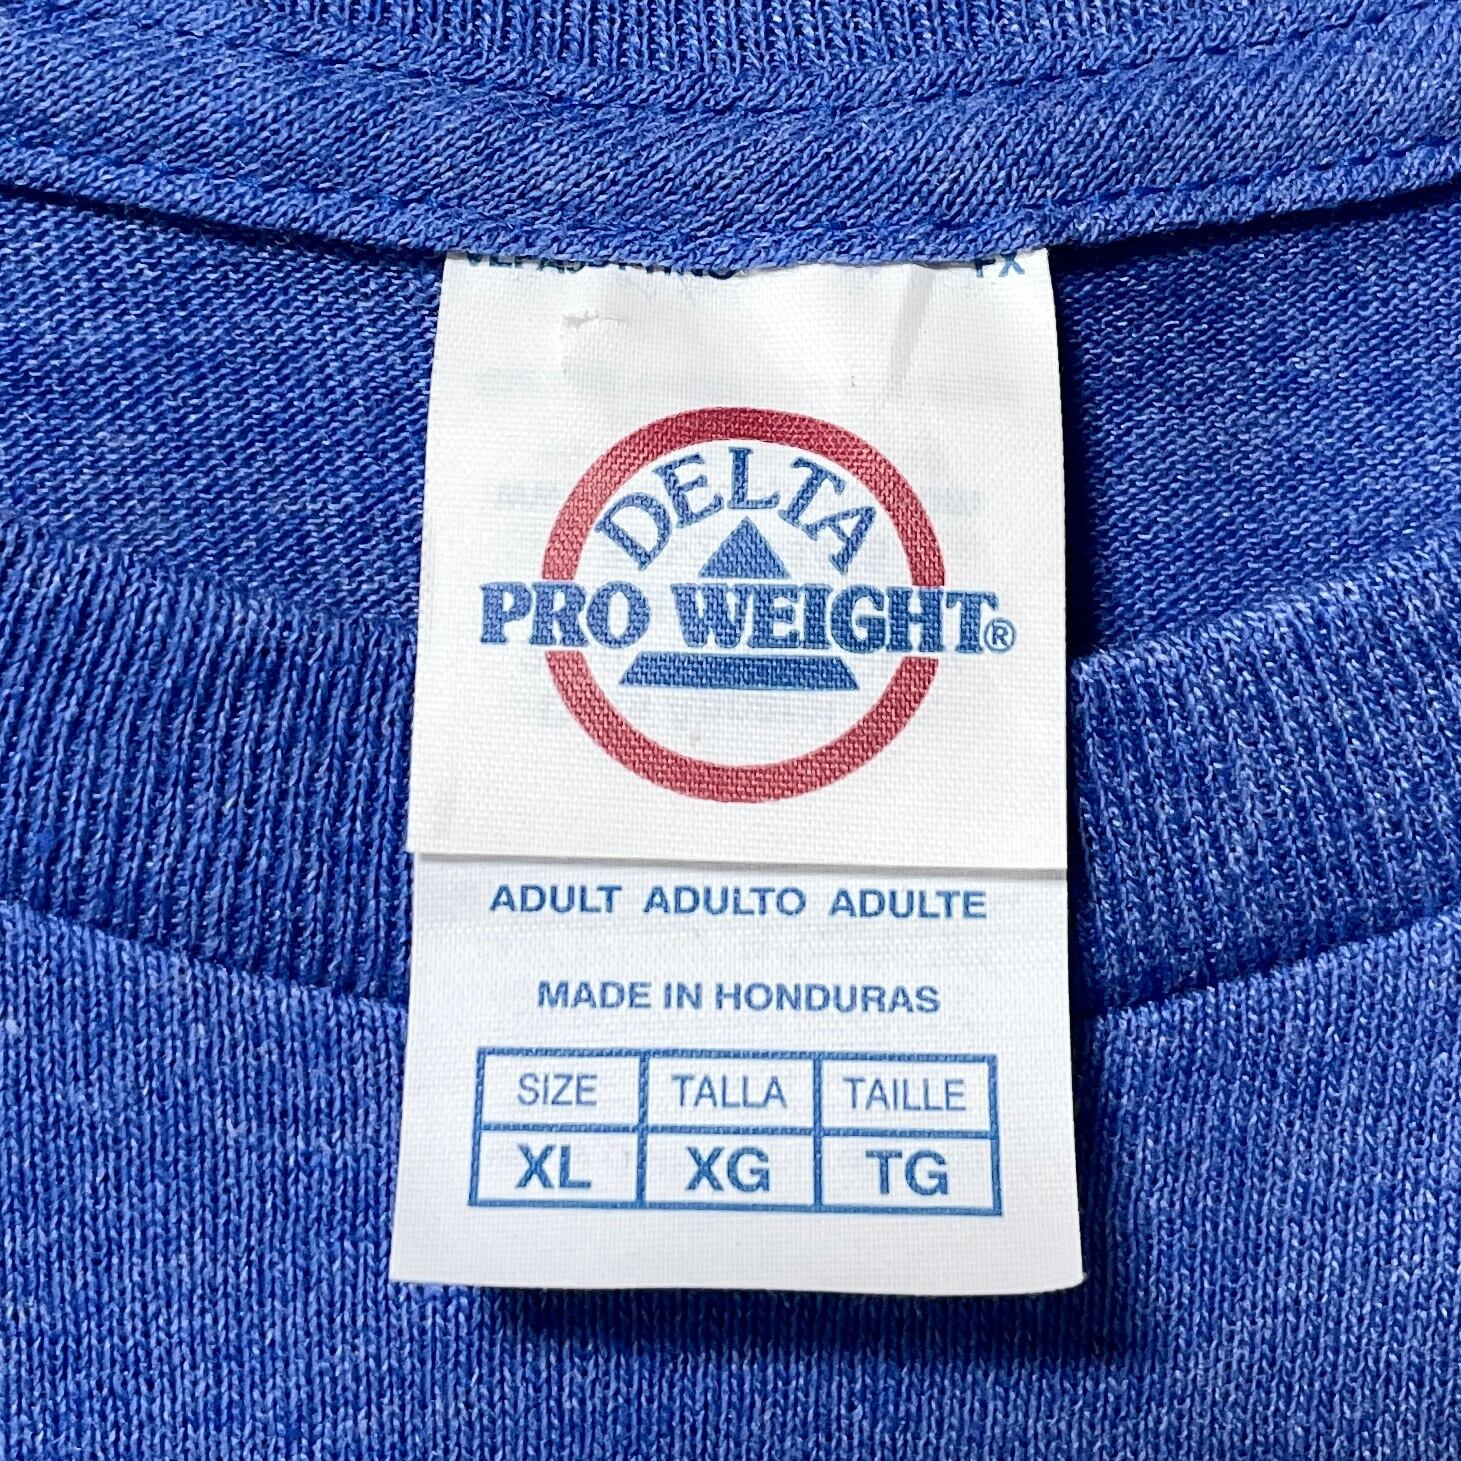 DELTA
PRO WEIGHT®
ADULT ADULTO ADULTE
MADE IN HONDURAS
SIZE TALLA TAILLE
XL XG TG